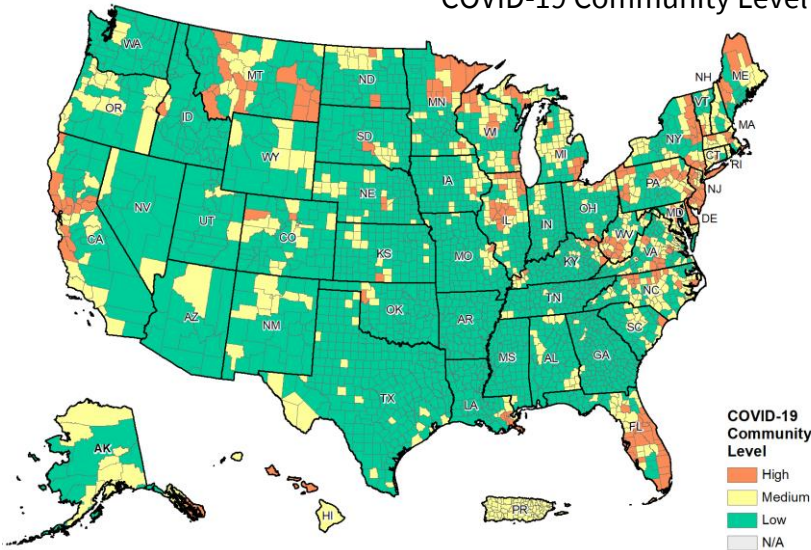 COVID-19 Community Level
WA
MT
ND
MN
OR
ID
SD
WI
MI
NY
VT
NH
ME
MA
CT
RI
WY
NE
IA
PA
NJ
NV
UT
CO
IL
IN
OH
MD
DE
WV
VA
CA
KS
MO
KY
NC
TN
AZ
NM
OK
AR
SC
MS
AL
GA
TX
LA
FL
AK
HI
PR
COVID-19
Community
Level
High
Medium
Low
N/A